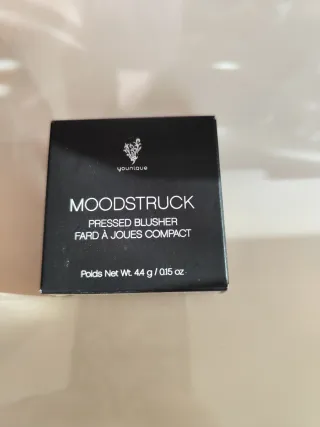 younique
MOODSTRUCK
PRESSED BLUSHER
FARD À JOUES COMPACT
Poids Net Wt. 4.4 g / 0.15 oz